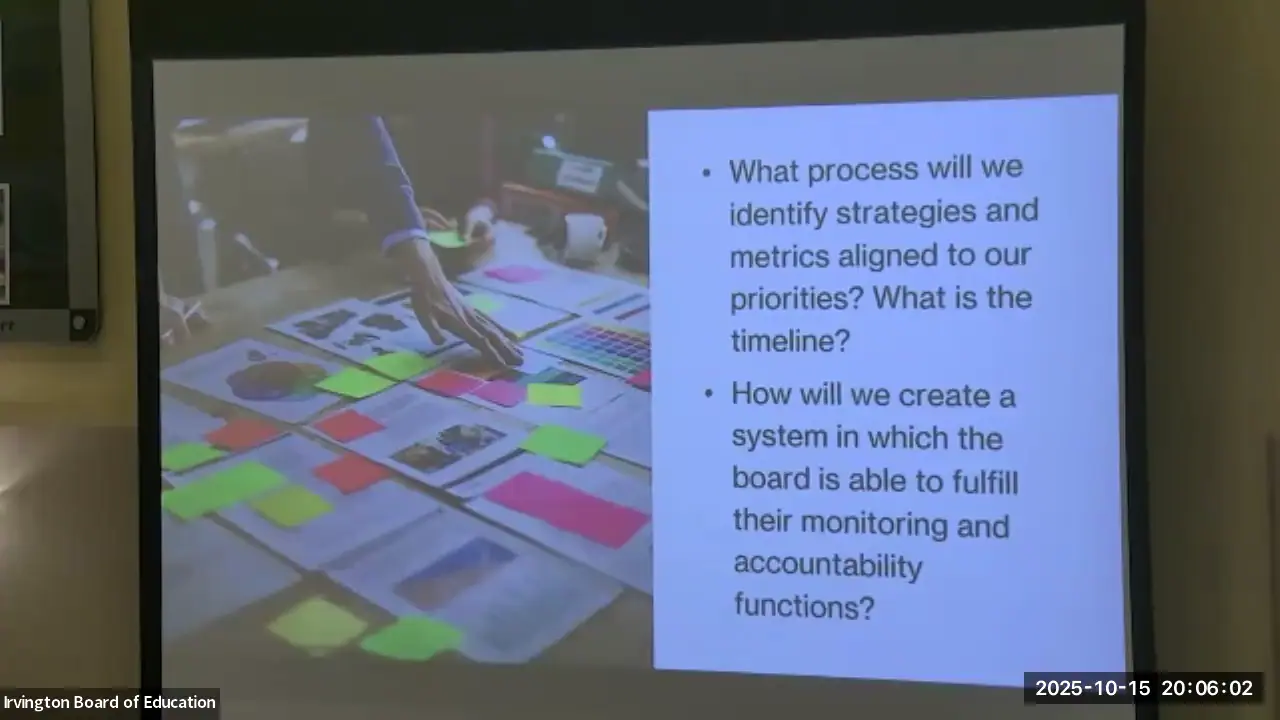 • What process will we
identify strategies and
metrics aligned to our
priorities? What is the
timeline?
• How will we create a
system in which the
board is able to fulfill
their monitoring and
accountability
functions?
2025-10-15 20:06:02
Irvington Board of Education